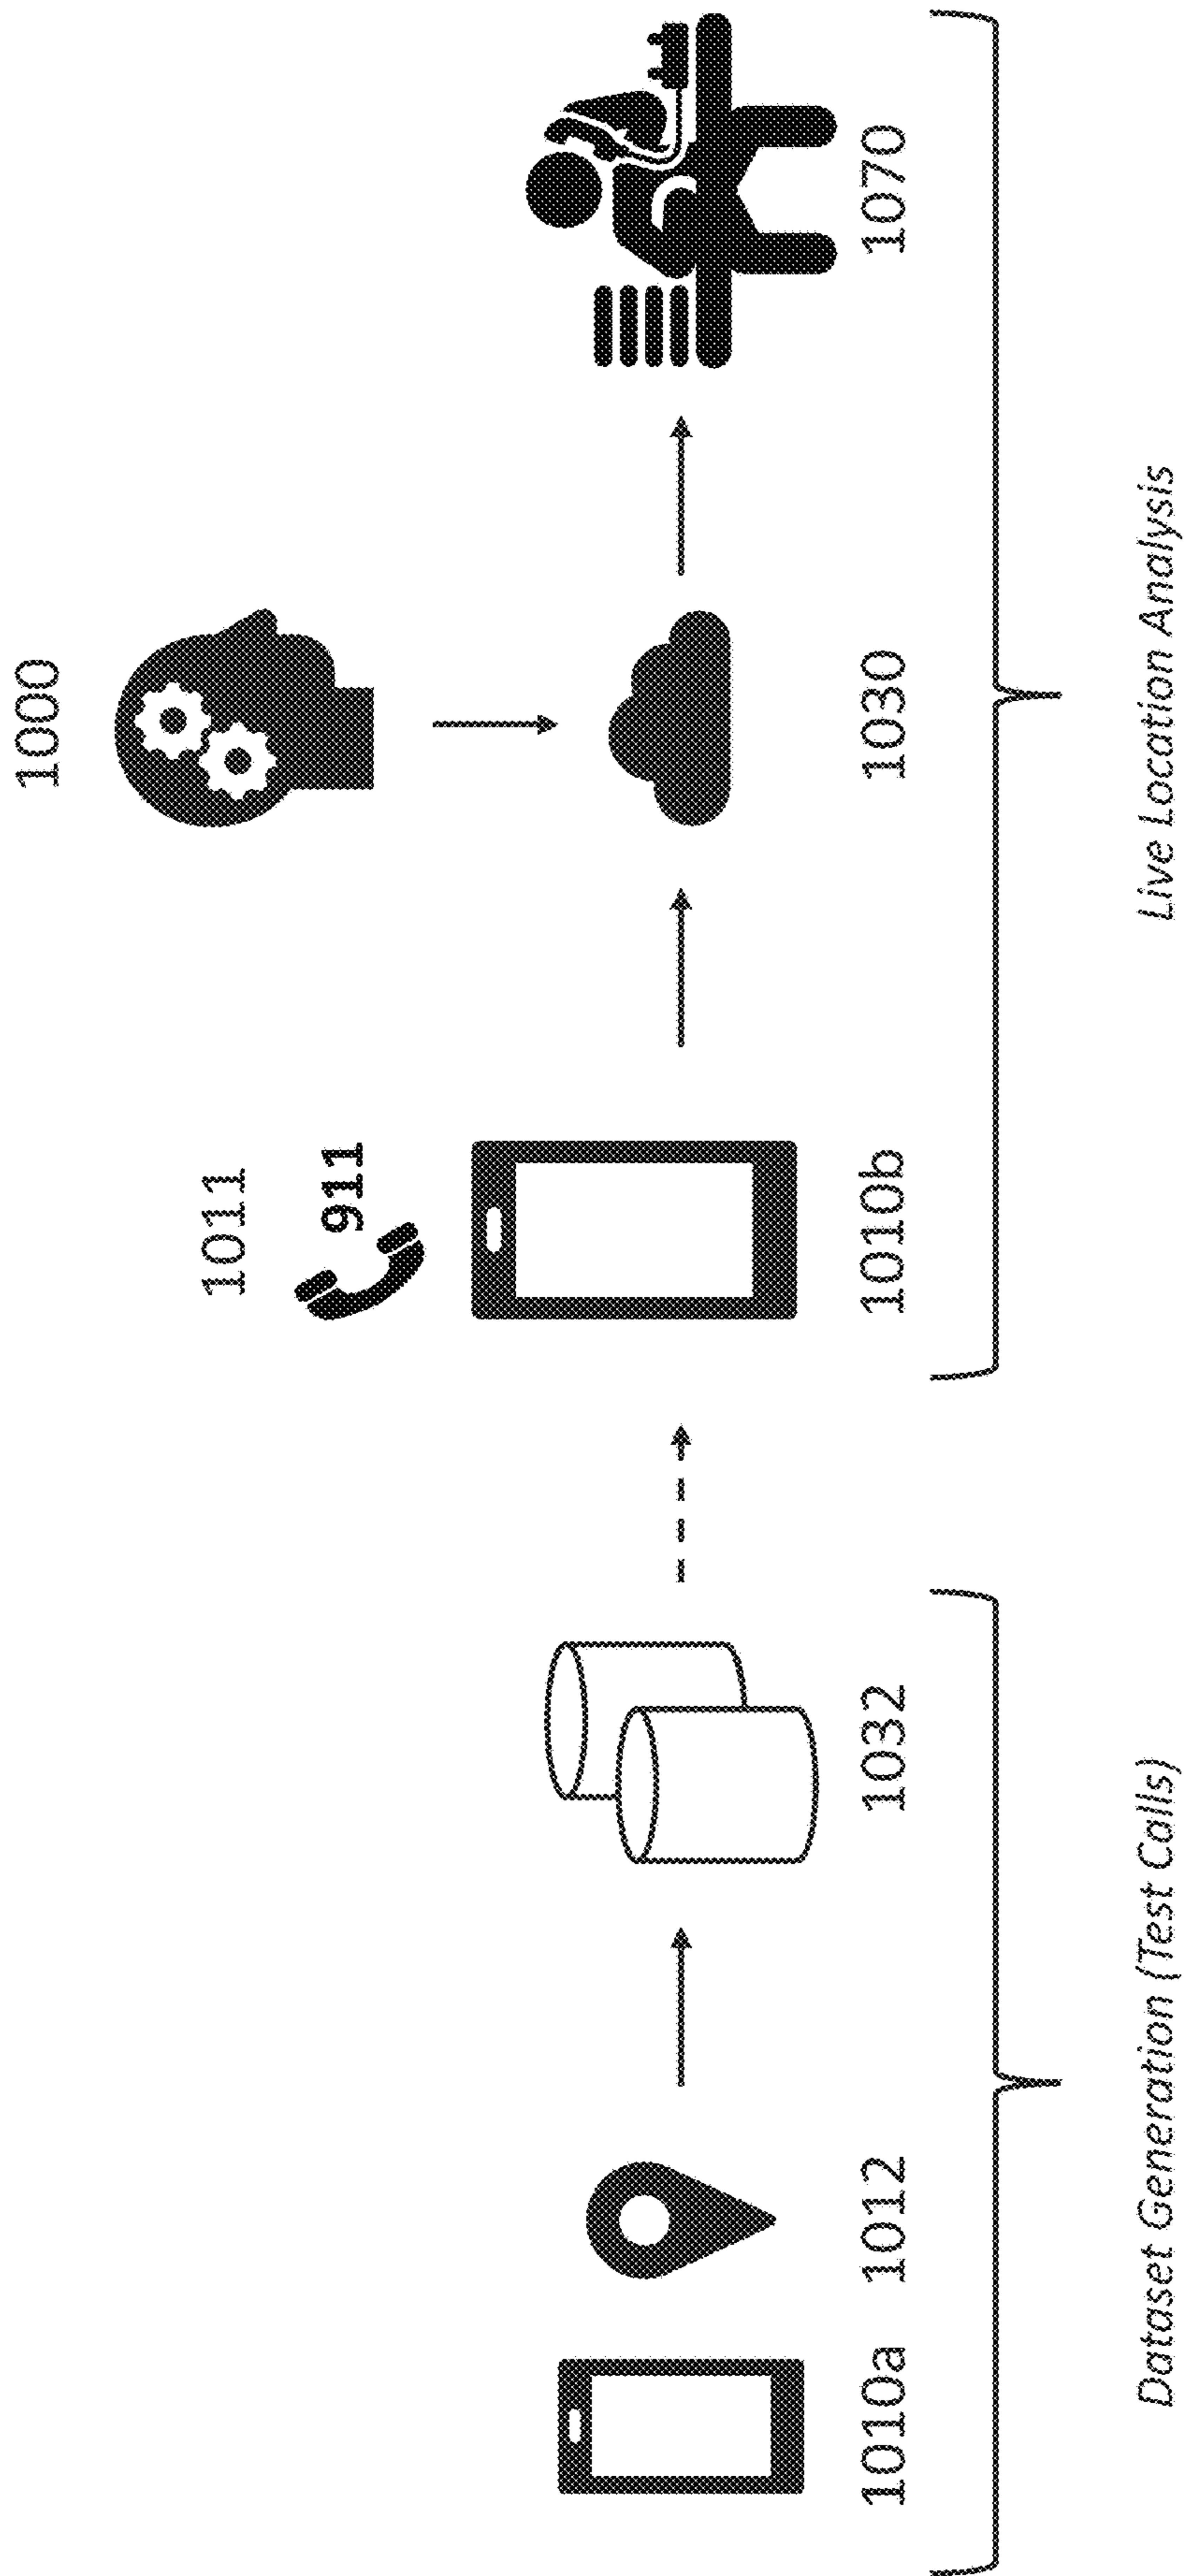 1000
1011
911
1010a
1012
1032
1010b
1030
1070
Dataset Generation (Test Calls)
Live Location Analysis